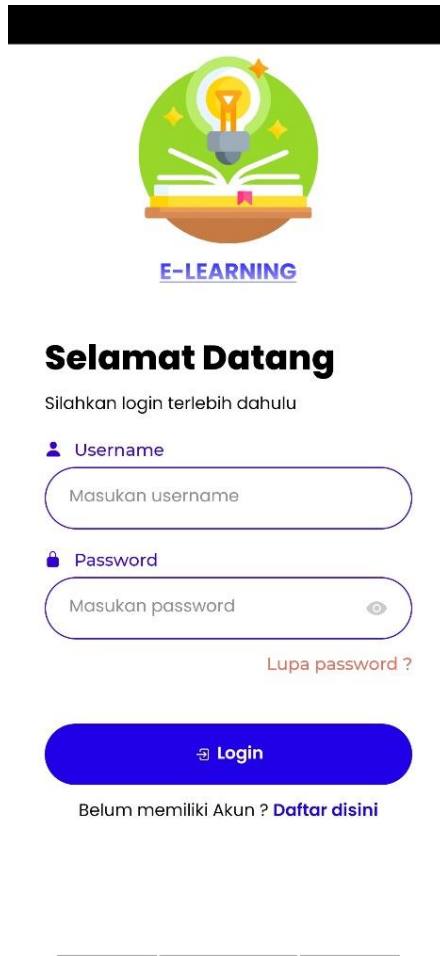 E-LEARNING
Selamat Datang
Silahkan login terlebih dahulu
Username
Masukan username
Password
Masukan password
Lupa password ?
Login
Belum memiliki Akun ? Daftar disini